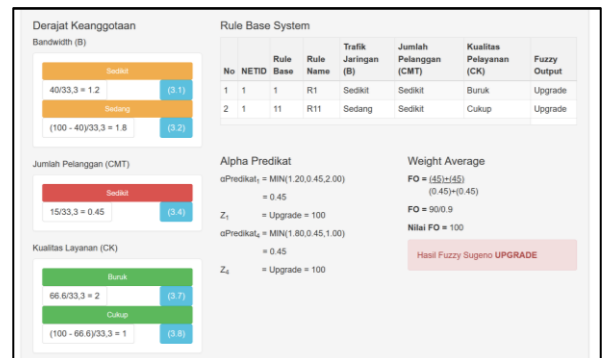 Derajat Keanggotaan
Bandwidth (B)
Sedikit
40/33,3 = 1.2 (3.1)
Sedang
(100 - 40)/33,3 = 1.8 (3.2)
Jumlah Pelanggan (CMT)
Sedikit
15/33,3 = 0.45 (3.4)
Kualitas Layanan (CK)
Buruk
66.6/33,3 = 2 (3.7)
Cukup
(100 - 66.6)/33,3 = 1 (3.8)
Rule Base System
No NETID Rule Base Rule Name Trafik Jaringan (B) Jumlah Pelanggan (CMT) Kualitas Pelayanan (CK) Fuzzy Output
1 1 1 R1 Sedikit Sedikit Buruk Upgrade
2 1 11 R11 Sedang Sedikit Cukup Upgrade
Alpha Predikat
αPredikat₁ = MIN(1.20,0.45,2.00)
= 0.45
Z₁ = Upgrade = 100
αPredikat₄ = MIN(1.80,0.45,1.00)
= 0.45
Z₄ = Upgrade = 100
Weight Average
FO = (45)+(45)
(0.45)+(0.45)
FO = 90/0.9
Nilai FO = 100
Hasil Fuzzy Sugeno UPGRADE